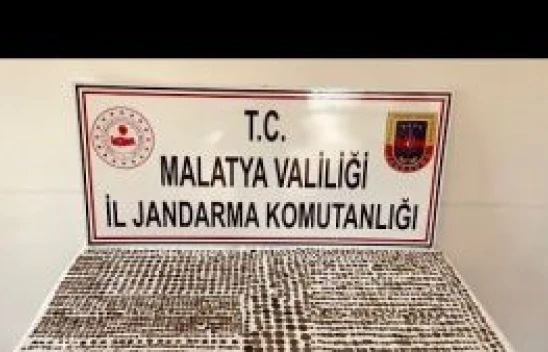 T.C.
MALATYA VALİLİĞİ
İL JANDARMA KOMUTANLIĞI